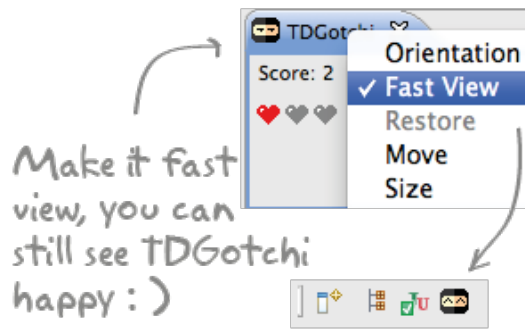 TDGotchi
Score: 2
Orientation
Fast View
Restore
Move
Size
Make it fast
view, you can
still see TDGotchi
happy : )
JU